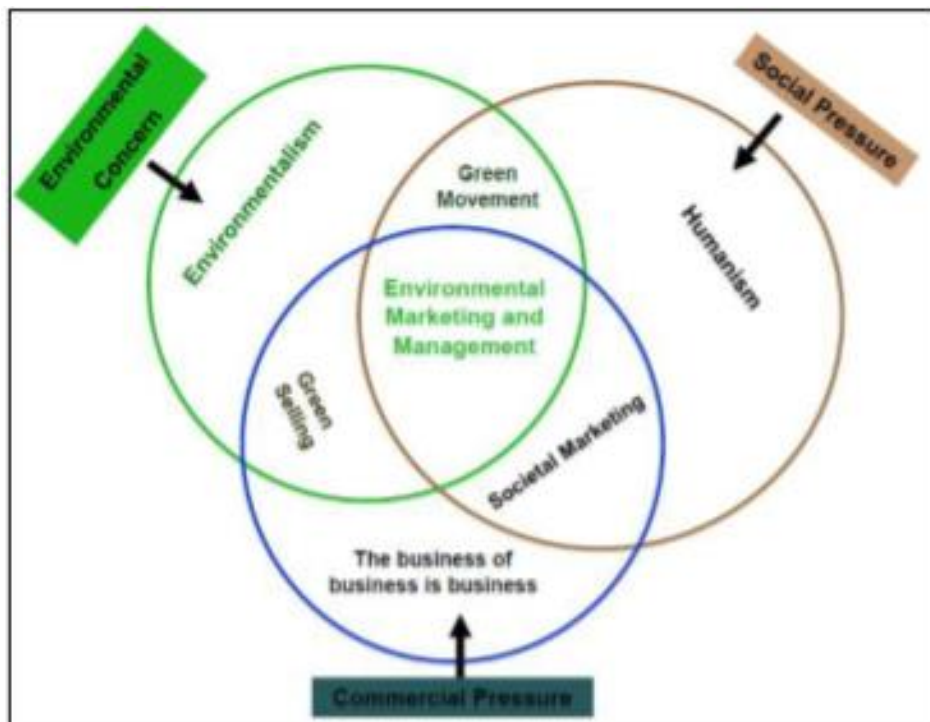 Environmental
Concern
Social Pressure
Environmentalism
Green
Movement
Humanism
Environmental
Marketing and
Management
Green
Selling
Societal Marketing
The business of
business is business
Commercial Pressure